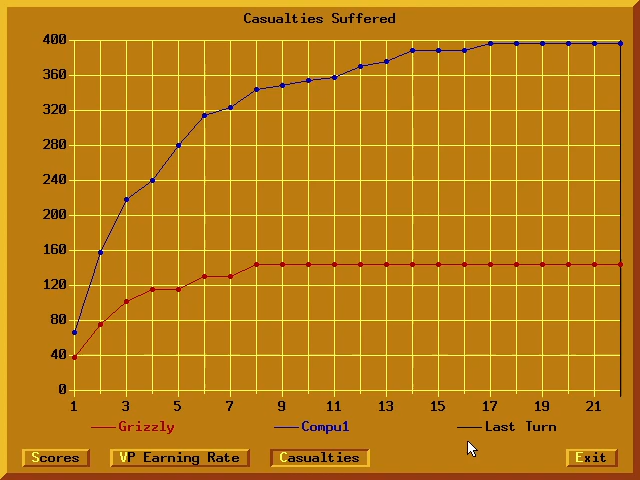 Casualties Suffered
400
360
320
280
240
200
160
120
80
40
0
1 3 5 7 9 11 13 15 17 19 21
Grizzly Compu1 Last Turn
Scores VP Earning Rate Casualties Exit